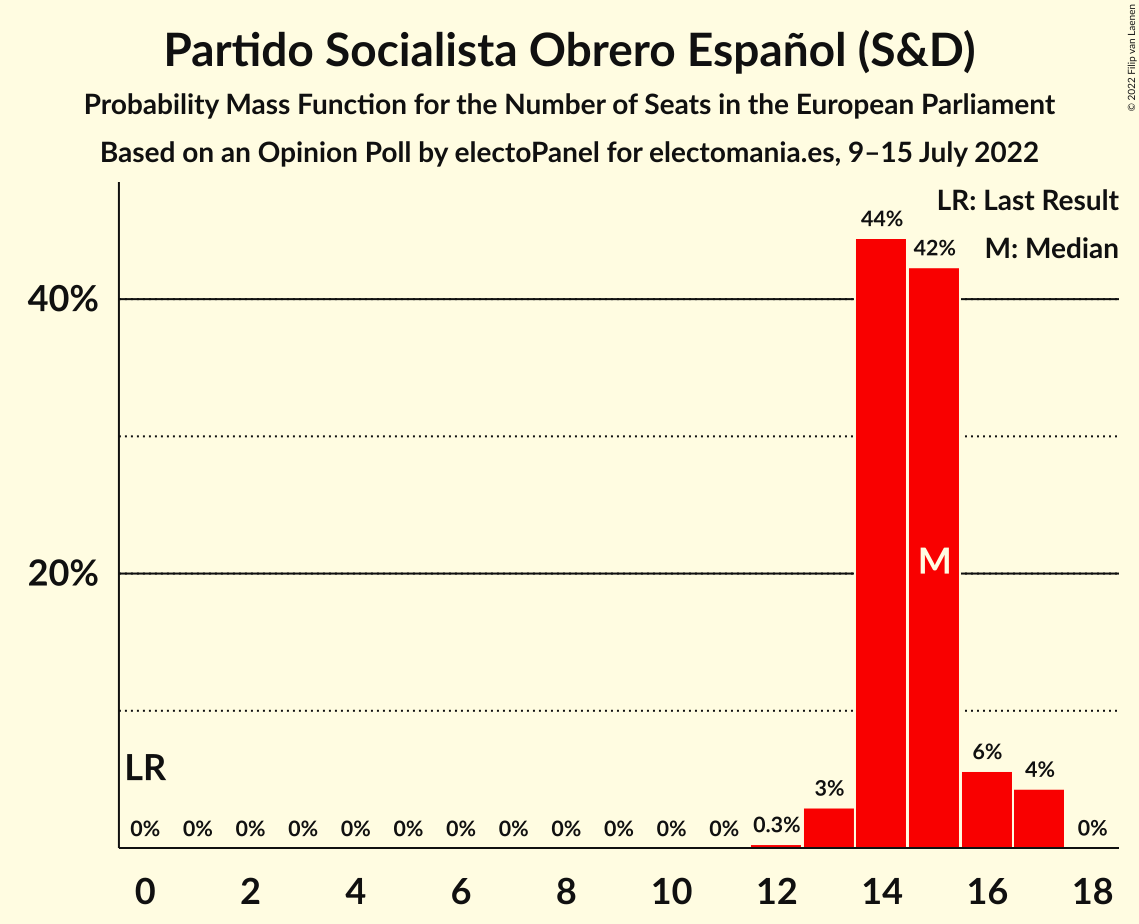 Partido Socialista Obrero Español (S&D)
Probability Mass Function for the Number of Seats in the European Parliament
Based on an Opinion Poll by electoPanel for electomania.es, 9–15 July 2022
© 2022 Filip van Laenen
LR: Last Result
M: Median
44%
42%
40%
20%
M
LR
0% 0% 0% 0% 0% 0% 0% 0% 0% 0% 0% 0% 0.3% 3% 6% 4% 0%
0 2 4 6 8 10 12 14 16 18